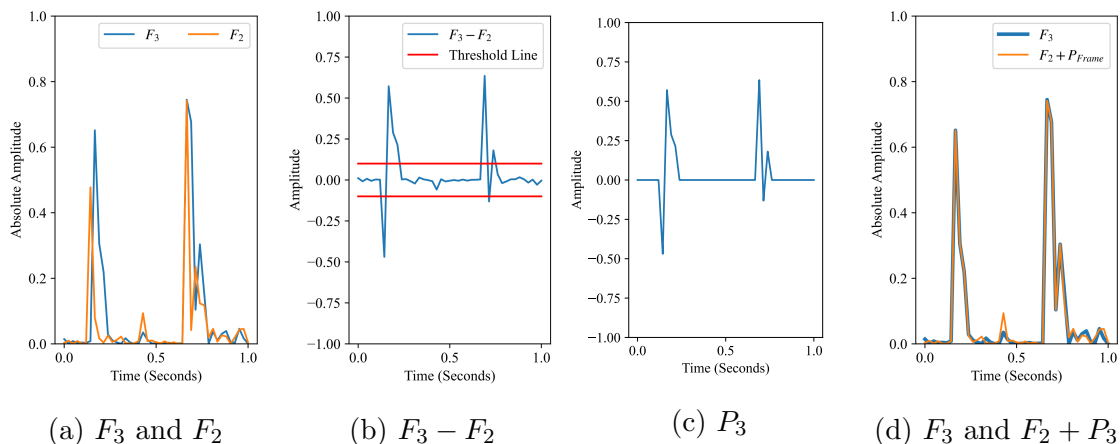 1.0
0.8
0.6
0.4
0.2
0.0
Absolute Amplitude
F3 F2
0.0 0.5 1.0
Time (Seconds)
(a) F3 and F2
1.00
0.75
0.50
0.25
0.00
−0.25
−0.50
−0.75
−1.00
Amplitude
F3 − F2
Threshold Line
0.0 0.5 1.0
Time (Seconds)
(b) F3 − F2
1.00
0.75
0.50
0.25
0.00
−0.25
−0.50
−0.75
−1.00
Amplitude
0.0 0.5 1.0
Time (Seconds)
(c) P3
1.0
0.8
0.6
0.4
0.2
0.0
Absolute Amplitude
F3
F2 + PFrame
0.0 0.5 1.0
Time (Seconds)
(d) F3 and F2 + P3